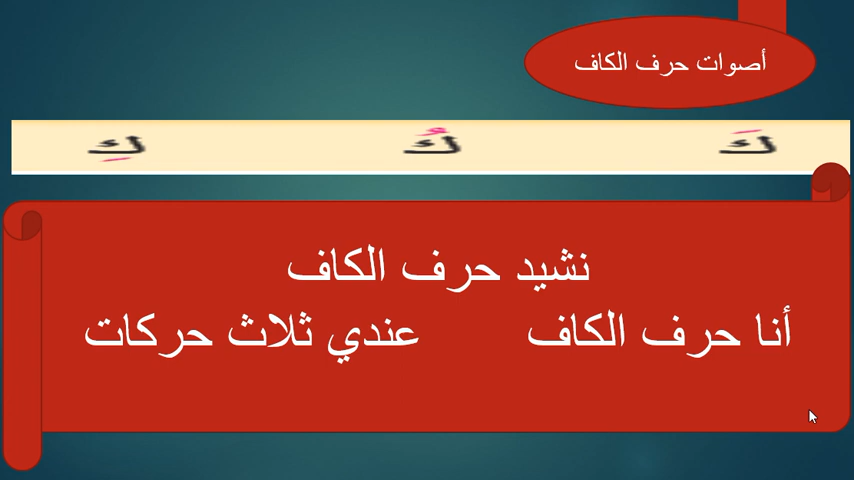 أصوات حرف الكاف
كَ كُ كِ
نشيد حرف الكاف
أنا حرف الكاف عندي ثلاث حركات